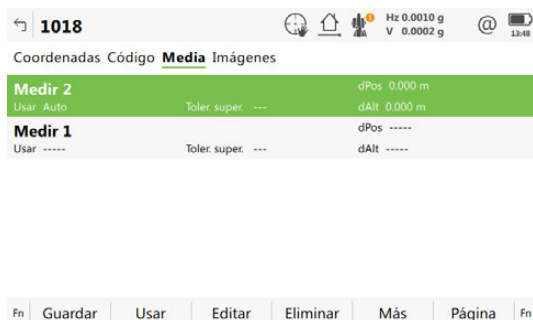 1018
Hz 0.0010 g
V 0.0002 g
@
13:48
Coordenadas Código Media Imágenes
Medir 2
dPos 0.000 m
Usar Auto Toler. super. --- dAlt 0.000 m
Medir 1
dPos -----
Usar ----- Toler. super. --- dAlt -----
Fn Guardar Usar Editar Eliminar Más Página Fn